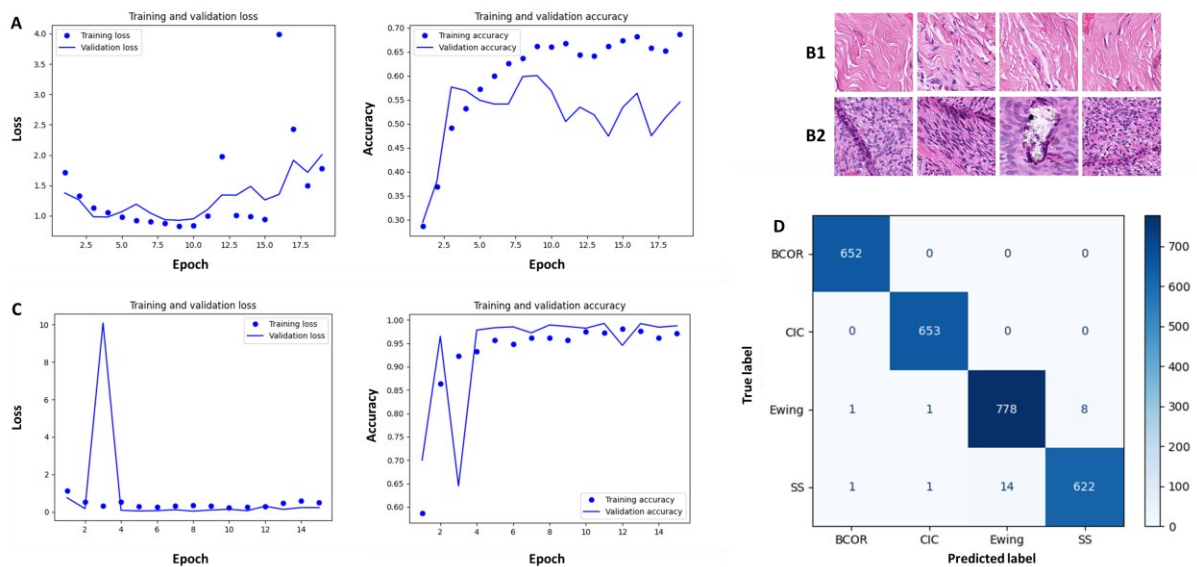 A
Training and validation loss
Loss
4.0
3.5
3.0
2.5
2.0
1.5
1.0
Training loss
Validation loss
2.5 5.0 7.5 10.0 12.5 15.0 17.5
Epoch
Training and validation accuracy
Accuracy
0.70
0.65
0.60
0.55
0.50
0.45
0.40
0.35
0.30
Training accuracy
Validation accuracy
2.5 5.0 7.5 10.0 12.5 15.0 17.5
Epoch
B1
B2
C
Training and validation loss
Loss
10
8
6
4
2
0
Training loss
Validation loss
2 4 6 8 10 12 14
Epoch
Training and validation accuracy
Accuracy
1.00
0.95
0.90
0.85
0.80
0.75
0.70
0.65
0.60
Training accuracy
Validation accuracy
2 4 6 8 10 12 14
Epoch
D
True label
BCOR 652 0 0 0
CIC 0 653 0 0
Ewing 1 1 778 8
SS 1 1 14 622
BCOR CIC Ewing SS
Predicted label
700
600
500
400
300
200
100
0